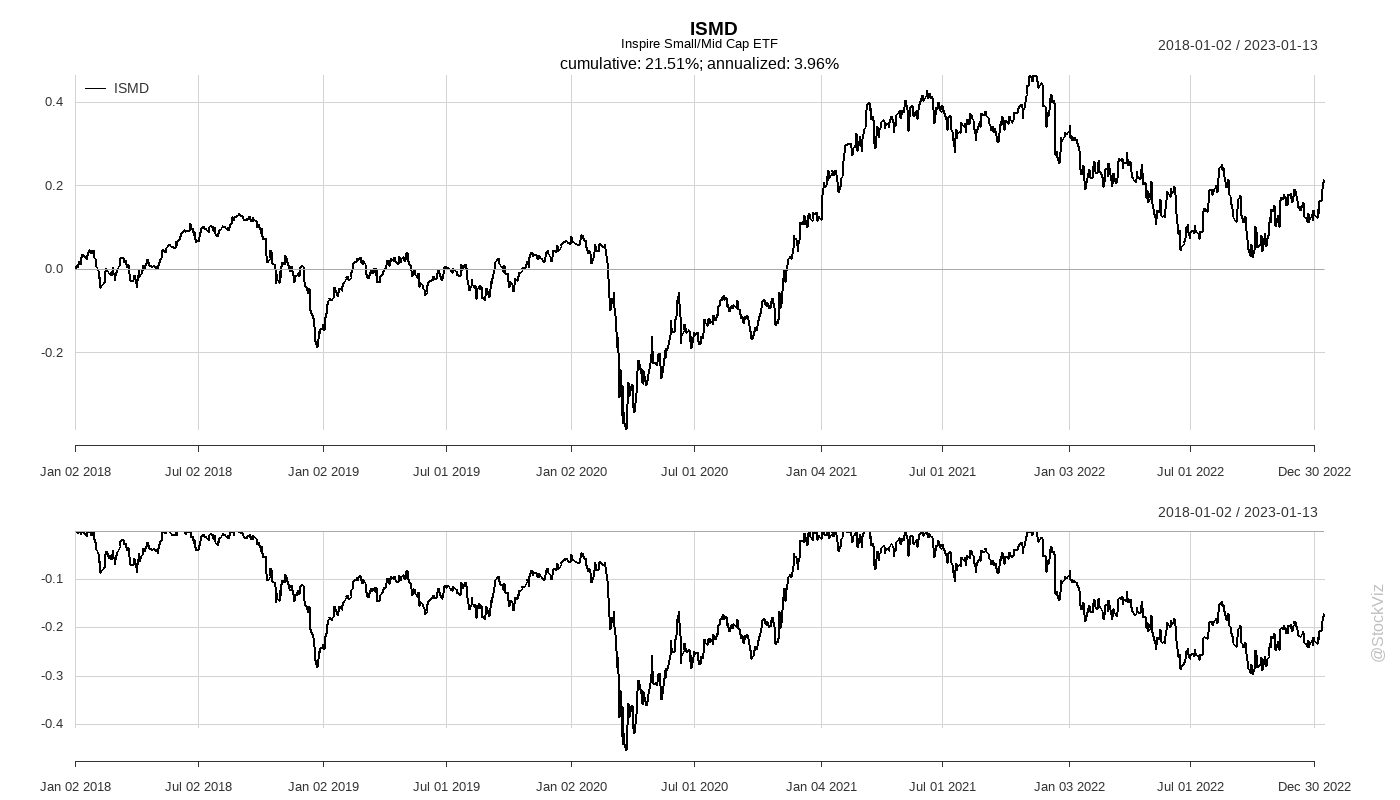 ISMD
Inspire Small/Mid Cap ETF
2018-01-02 / 2023-01-13
cumulative: 21.51%; annualized: 3.96%
ISMD
0.4
0.2
0.0
-0.2
Jan 02 2018 Jul 02 2018 Jan 02 2019 Jul 01 2019 Jan 02 2020 Jul 01 2020 Jan 04 2021 Jul 01 2021 Jan 03 2022 Jul 01 2022 Dec 30 2022
2018-01-02 / 2023-01-13
-0.1
-0.2
-0.3
-0.4
@StockViz
Jan 02 2018 Jul 02 2018 Jan 02 2019 Jul 01 2019 Jan 02 2020 Jul 01 2020 Jan 04 2021 Jul 01 2021 Jan 03 2022 Jul 01 2022 Dec 30 2022